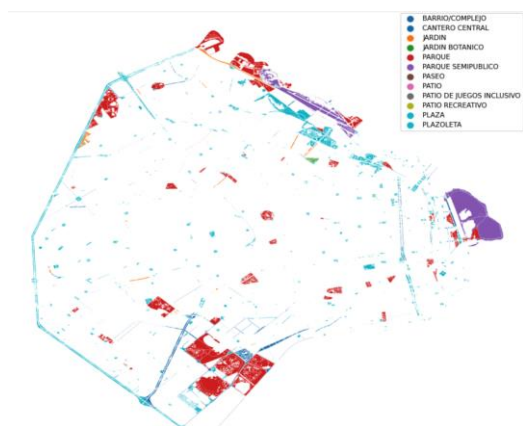 BARRIO/COMPLEJO
CANTERO CENTRAL
JARDIN
JARDIN BOTANICO
PARQUE
PARQUE SEMIPUBLICO
PASEO
PATIO
PATIO DE JUEGOS INCLUSIVO
PATIO RECREATIVO
PLAZA
PLAZOLETA